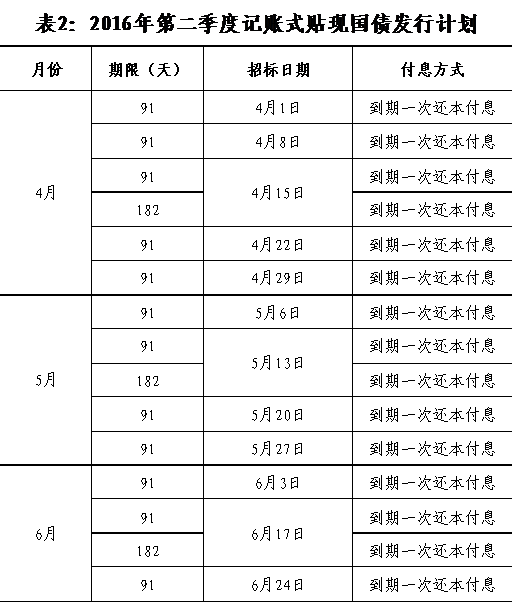 表2：2016年第二季度记账式贴现国债发行计划
月份 期限（天） 招标日期 付息方式
4月 91 4月1日 到期一次还本付息
91 4月8日 到期一次还本付息
91 4月15日 到期一次还本付息
182 到期一次还本付息
91 4月22日 到期一次还本付息
91 4月29日 到期一次还本付息
5月 91 5月6日 到期一次还本付息
91 5月13日 到期一次还本付息
182 到期一次还本付息
91 5月20日 到期一次还本付息
91 5月27日 到期一次还本付息
6月 91 6月3日 到期一次还本付息
91 6月17日 到期一次还本付息
182 到期一次还本付息
91 6月24日 到期一次还本付息